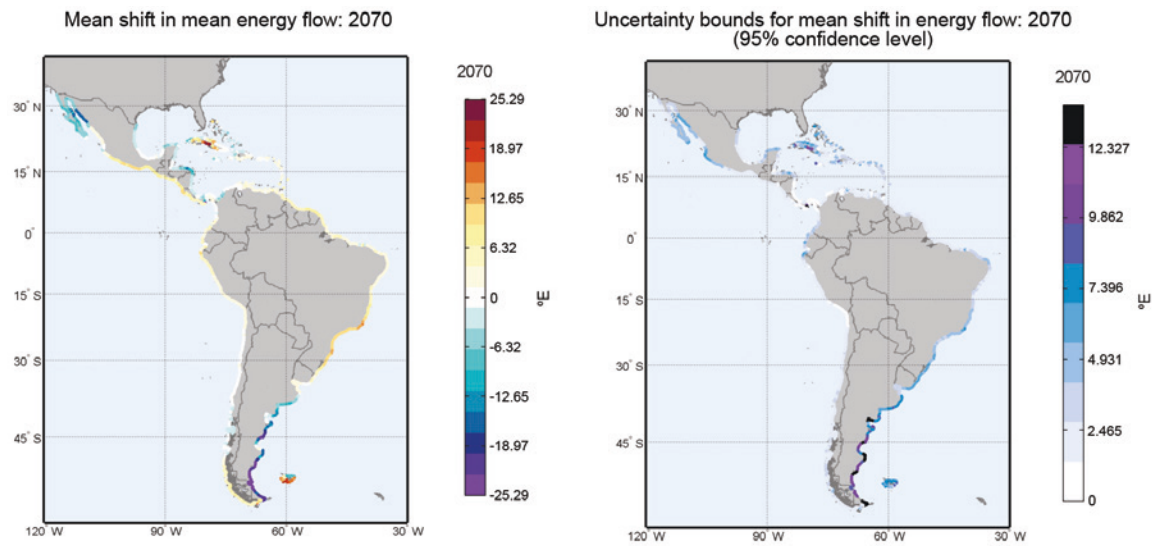 Mean shift in mean energy flow: 2070
2070
25.29
18.97
12.65
6.32
0
-6.32
-12.65
-18.97
-25.29
ºE
30° N
15° N
0°
15° S
30° S
45° S
120° W
90° W
60° W
30° W
Uncertainty bounds for mean shift in energy flow: 2070
(95% confidence level)
2070
12.327
9.862
7.396
4.931
2.465
0
ºE
30° N
15° N
0°
15° S
30° S
45° S
120° W
90° W
60° W
30° W